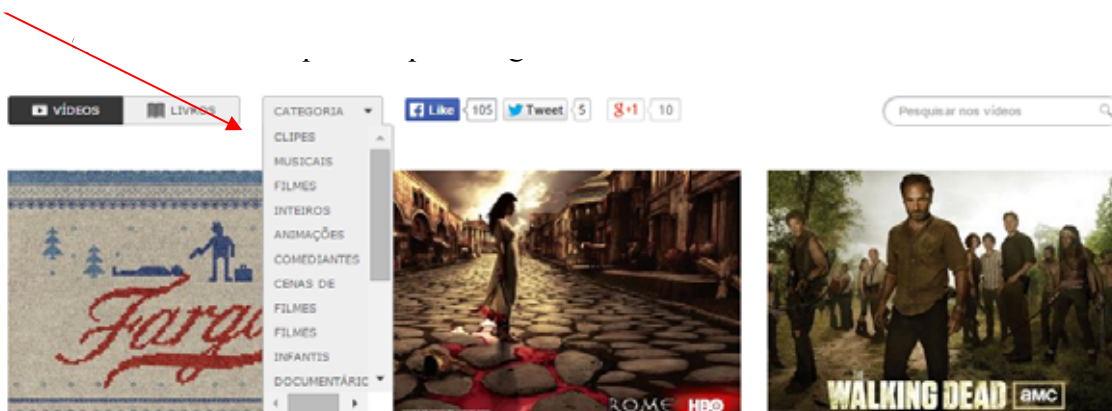 VÍDEOS
LIVROS
CATEGORIA
Like 105
Tweet 5
g+1 10
Pesquisar nos vídeos
CLIPES
MUSICAIS
FILMES
INTEIROS
ANIMAÇÕES
COMEDIANTES
CENAS DE
FILMES
FILMES
INFANTIS
DOCUMENTÁRIC
Fargo
ROME HBO
WALKING DEAD amc